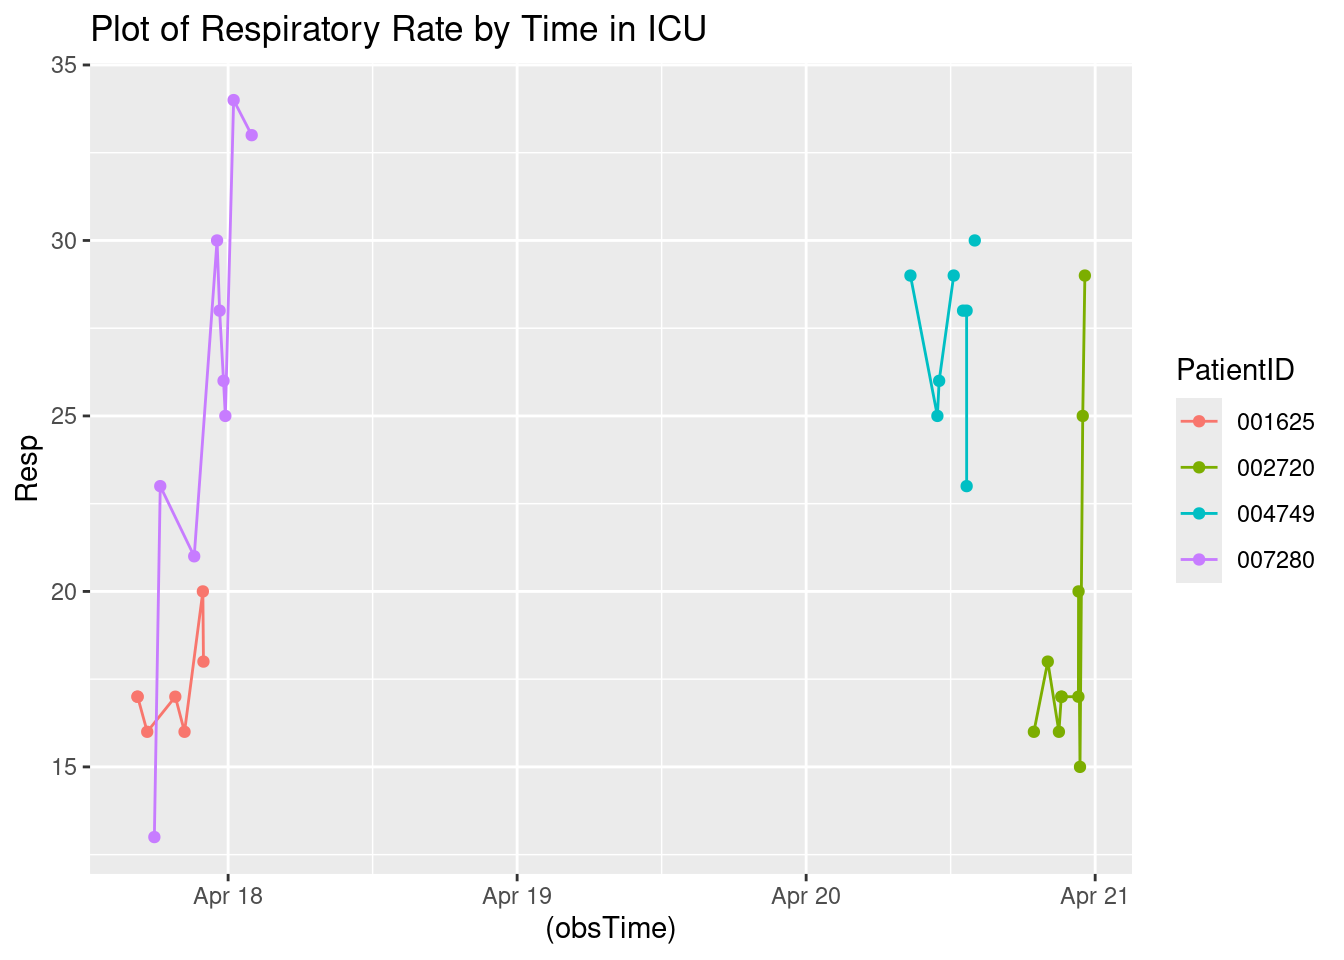 Plot of Respiratory Rate by Time in ICU
35
30
25
20
15
Resp
Apr 18 Apr 19 Apr 20 Apr 21
(obsTime)
PatientID
001625
002720
004749
007280